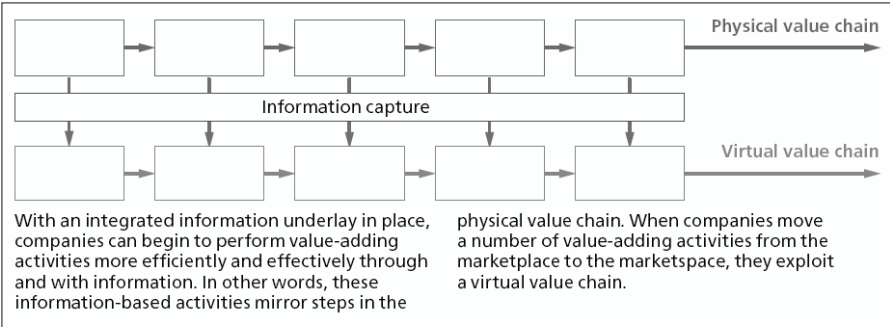 Physical value chain
Information capture
Virtual value chain
With an integrated information underlay in place,
companies can begin to perform value-adding
activities more efficiently and effectively through
and with information. In other words, these
information-based activities mirror steps in the
physical value chain. When companies move
a number of value-adding activities from the
marketplace to the marketspace, they exploit
a virtual value chain.